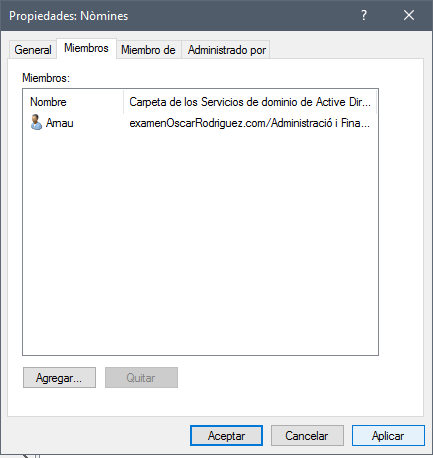 Propiedades: Nòmines
General Miembros Miembro de Administrado por
Miembros:
Nombre Carpeta de los Servicios de dominio de Active Dir...
Arnau examenOscarRodriguez.com/Administració i Fina...
Agregar... Quitar
Aceptar Cancelar Aplicar